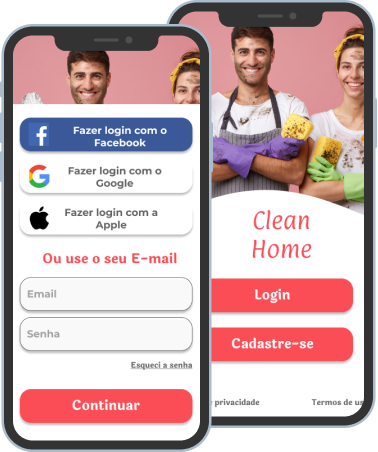 Fazer login com o
Facebook
Fazer login com o
Google
Fazer login com a
Apple
Ou use o seu E-mail
Email
Senha
Esqueci a senha
Continuar
Clean
Home
Login
Cadastre-se
privacidade
Termos de us